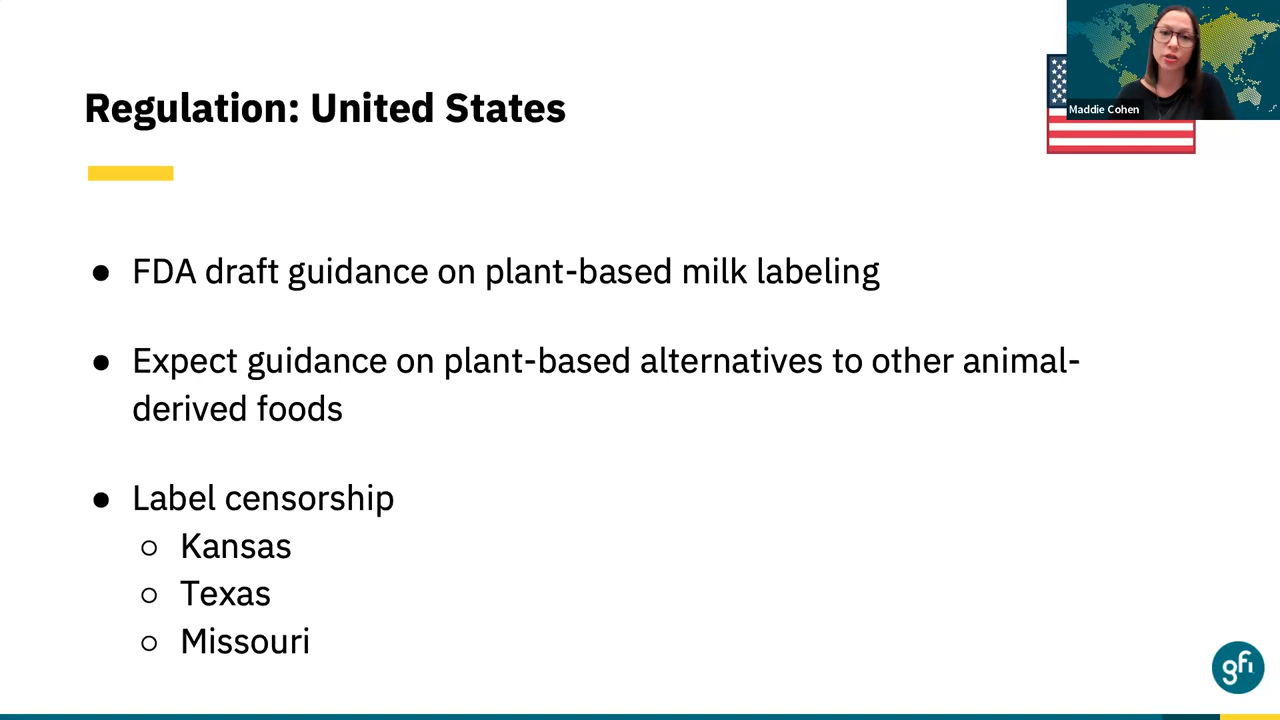 Regulation: United States
Maddie Cohen
● FDA draft guidance on plant-based milk labeling
● Expect guidance on plant-based alternatives to other animal-
derived foods
● Label censorship
○ Kansas
○ Texas
○ Missouri
gfi